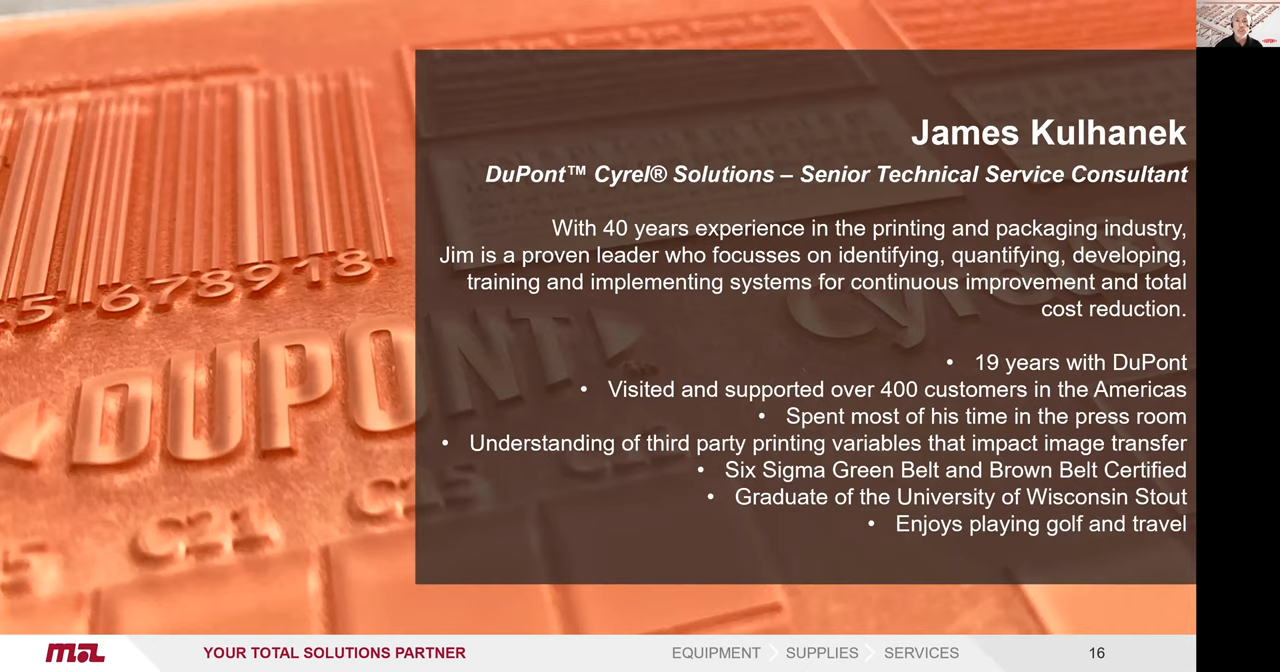 James Kulhanek
DuPont™ Cyrel® Solutions – Senior Technical Service Consultant
With 40 years experience in the printing and packaging industry,
Jim is a proven leader who focusses on identifying, quantifying, developing,
training and implementing systems for continuous improvement and total
cost reduction.
• 19 years with DuPont
• Visited and supported over 400 customers in the Americas
• Spent most of his time in the press room
• Understanding of third party printing variables that impact image transfer
• Six Sigma Green Belt and Brown Belt Certified
• Graduate of the University of Wisconsin Stout
• Enjoys playing golf and travel
5 678918
DUPONT
Cyrel
C21
YOUR TOTAL SOLUTIONS PARTNER
EQUIPMENT
SUPPLIES
SERVICES
16